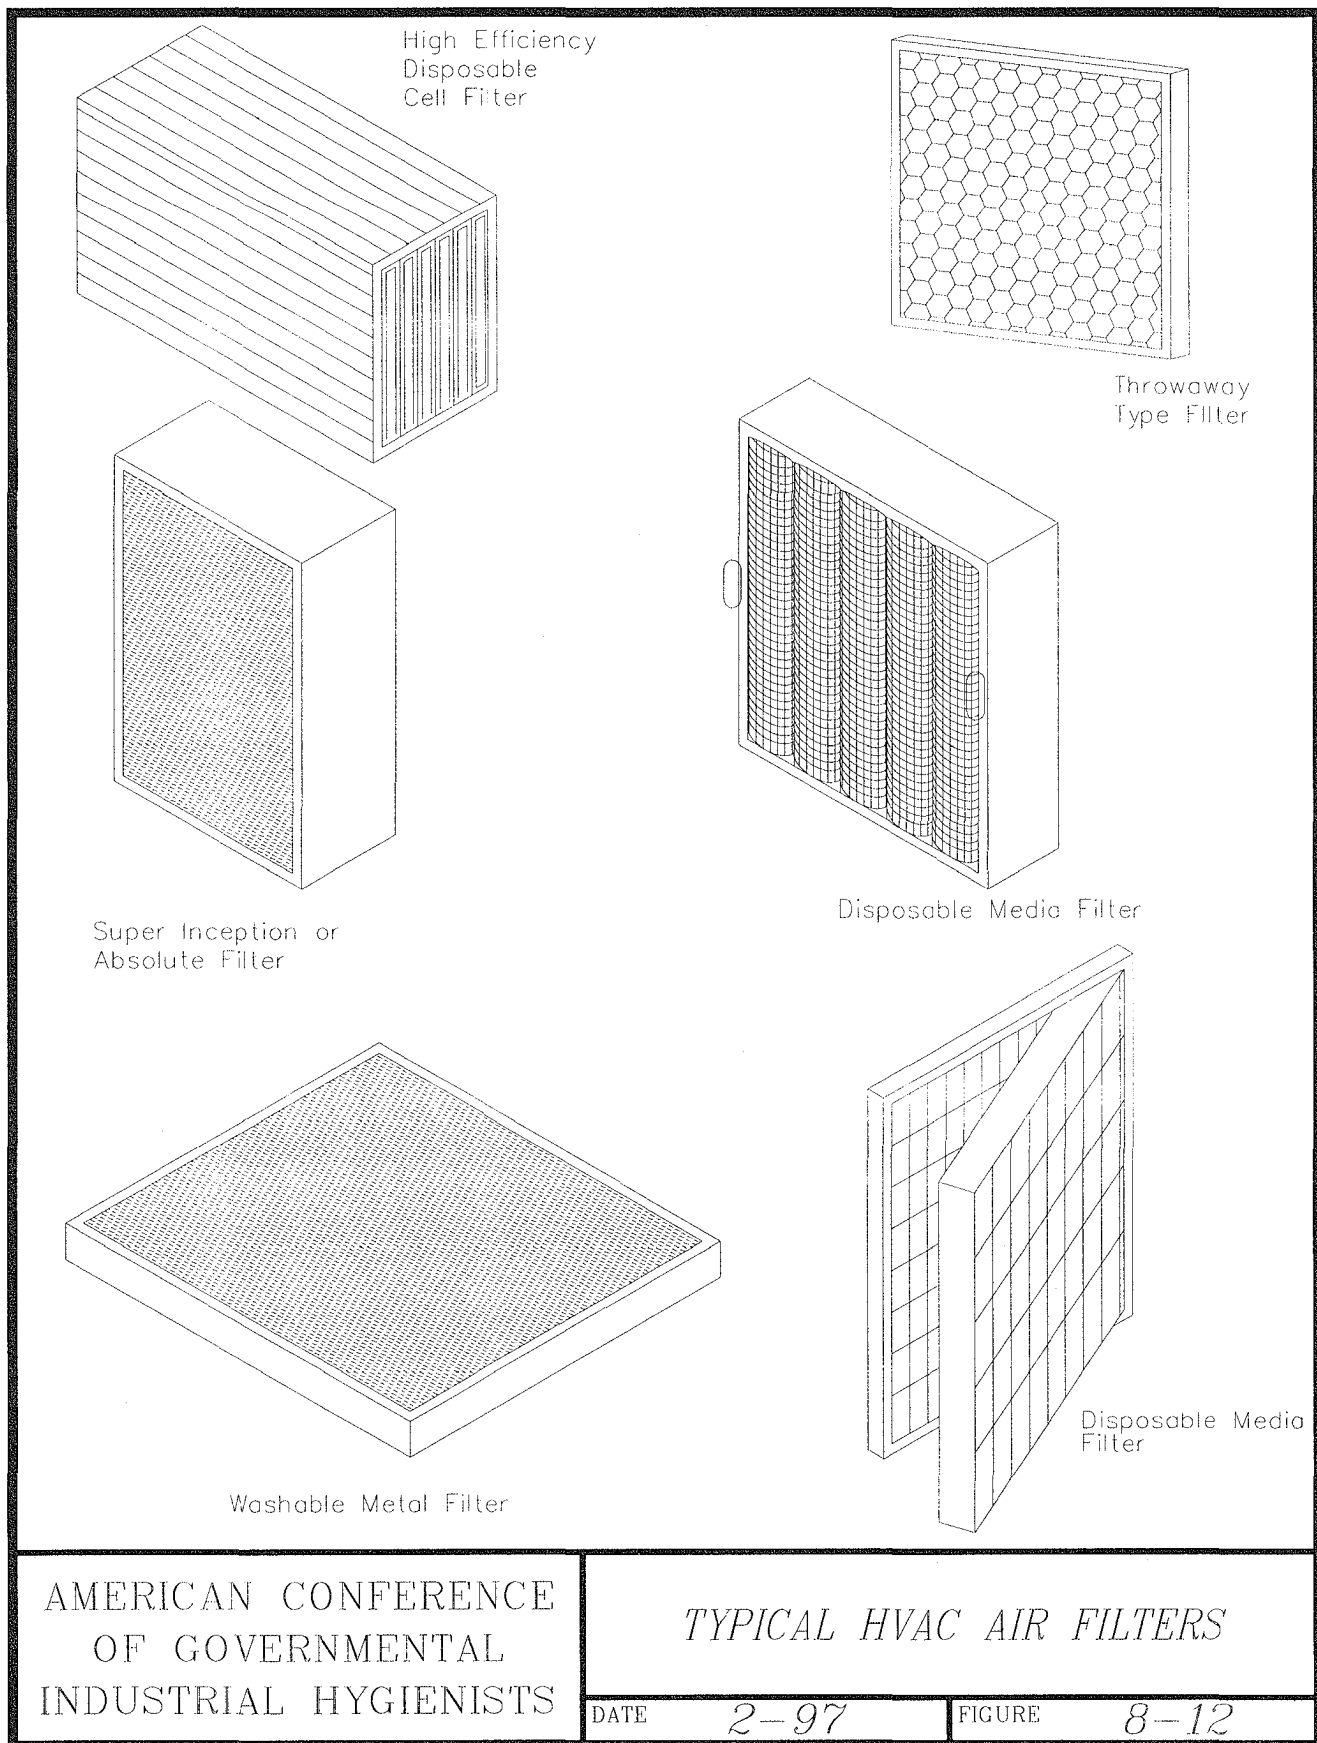 High Efficiency
Disposable
Cell Filter
Throwaway
Type Filter
Super Inception or
Absolute Filter
Disposable Media Filter
Washable Metal Filter
Disposable Media
Filter
AMERICAN CONFERENCE
OF GOVERNMENTAL
INDUSTRIAL HYGIENISTS
TYPICAL HVAC AIR FILTERS
DATE 2-97
FIGURE 8-12